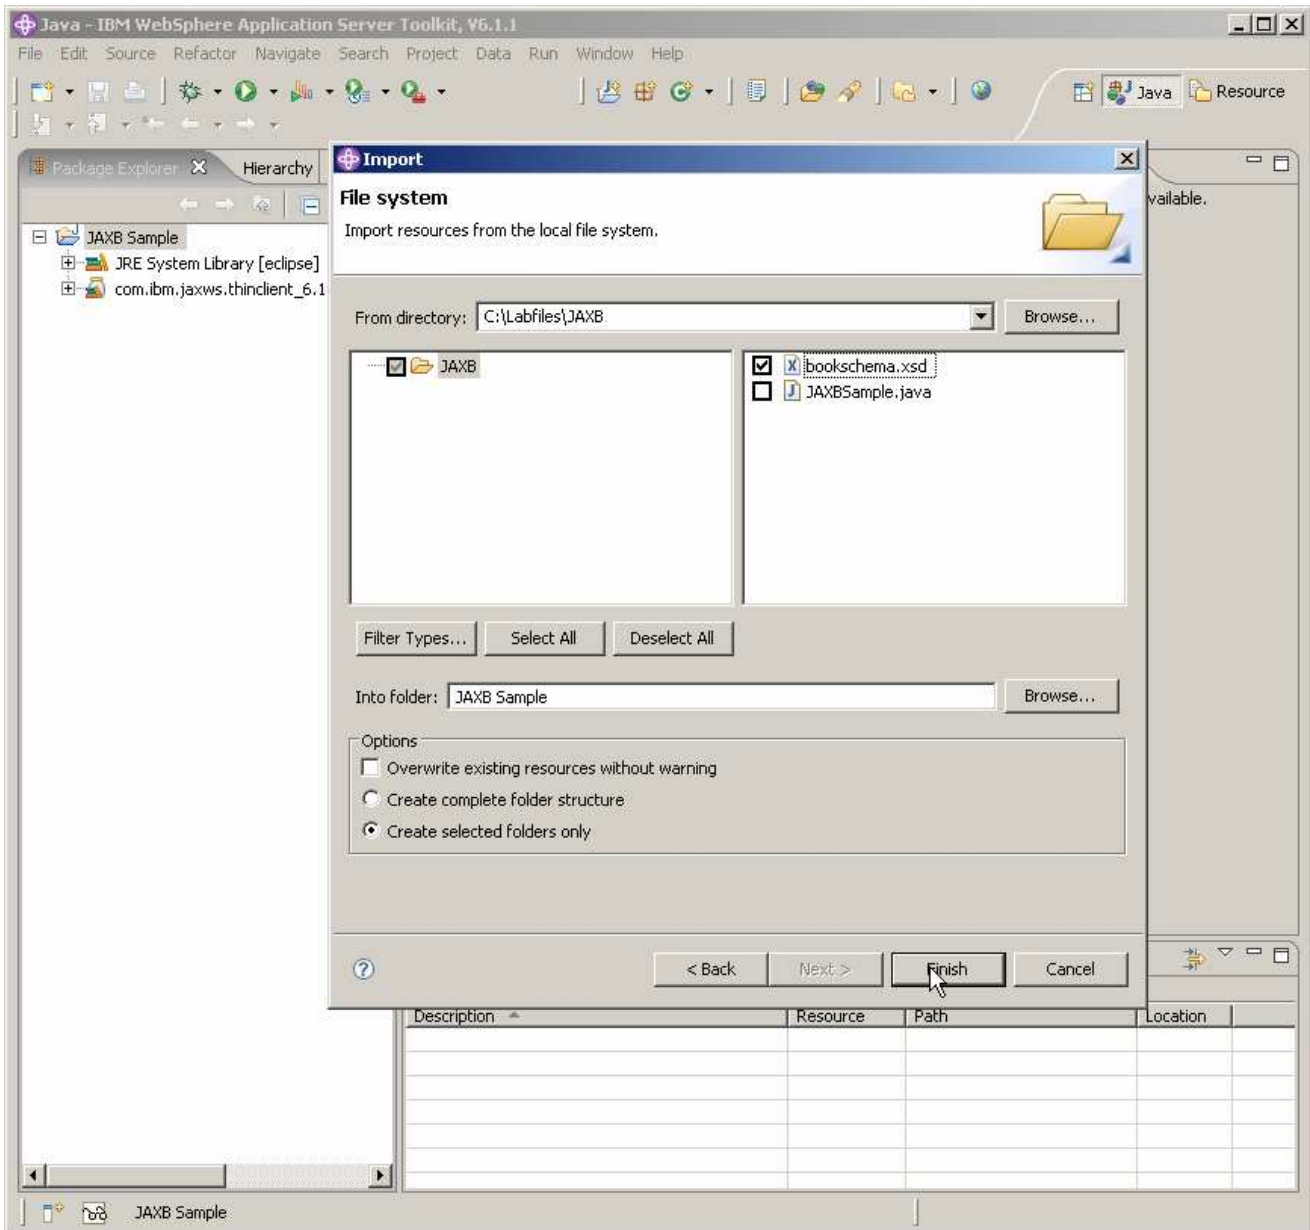 Java - IBM WebSphere Application Server Toolkit, V6.1.1
File Edit Source Refactor Navigate Search Project Data Run Window Help
Java Resource
Package Explorer Hierarchy
JAXB Sample
JRE System Library [eclipse]
com.ibm.jaxws.thinclient_6.1
vailable.
Import
File system
Import resources from the local file system.
From directory: C:\Labfiles\JAXB Browse...
JAXB
bookschema.xsd
JAXBSample.java
Filter Types... Select All Deselect All
Into folder: JAXB Sample Browse...
Options
Overwrite existing resources without warning
Create complete folder structure
Create selected folders only
< Back Next > Finish Cancel
Description Resource Path Location
JAXB Sample